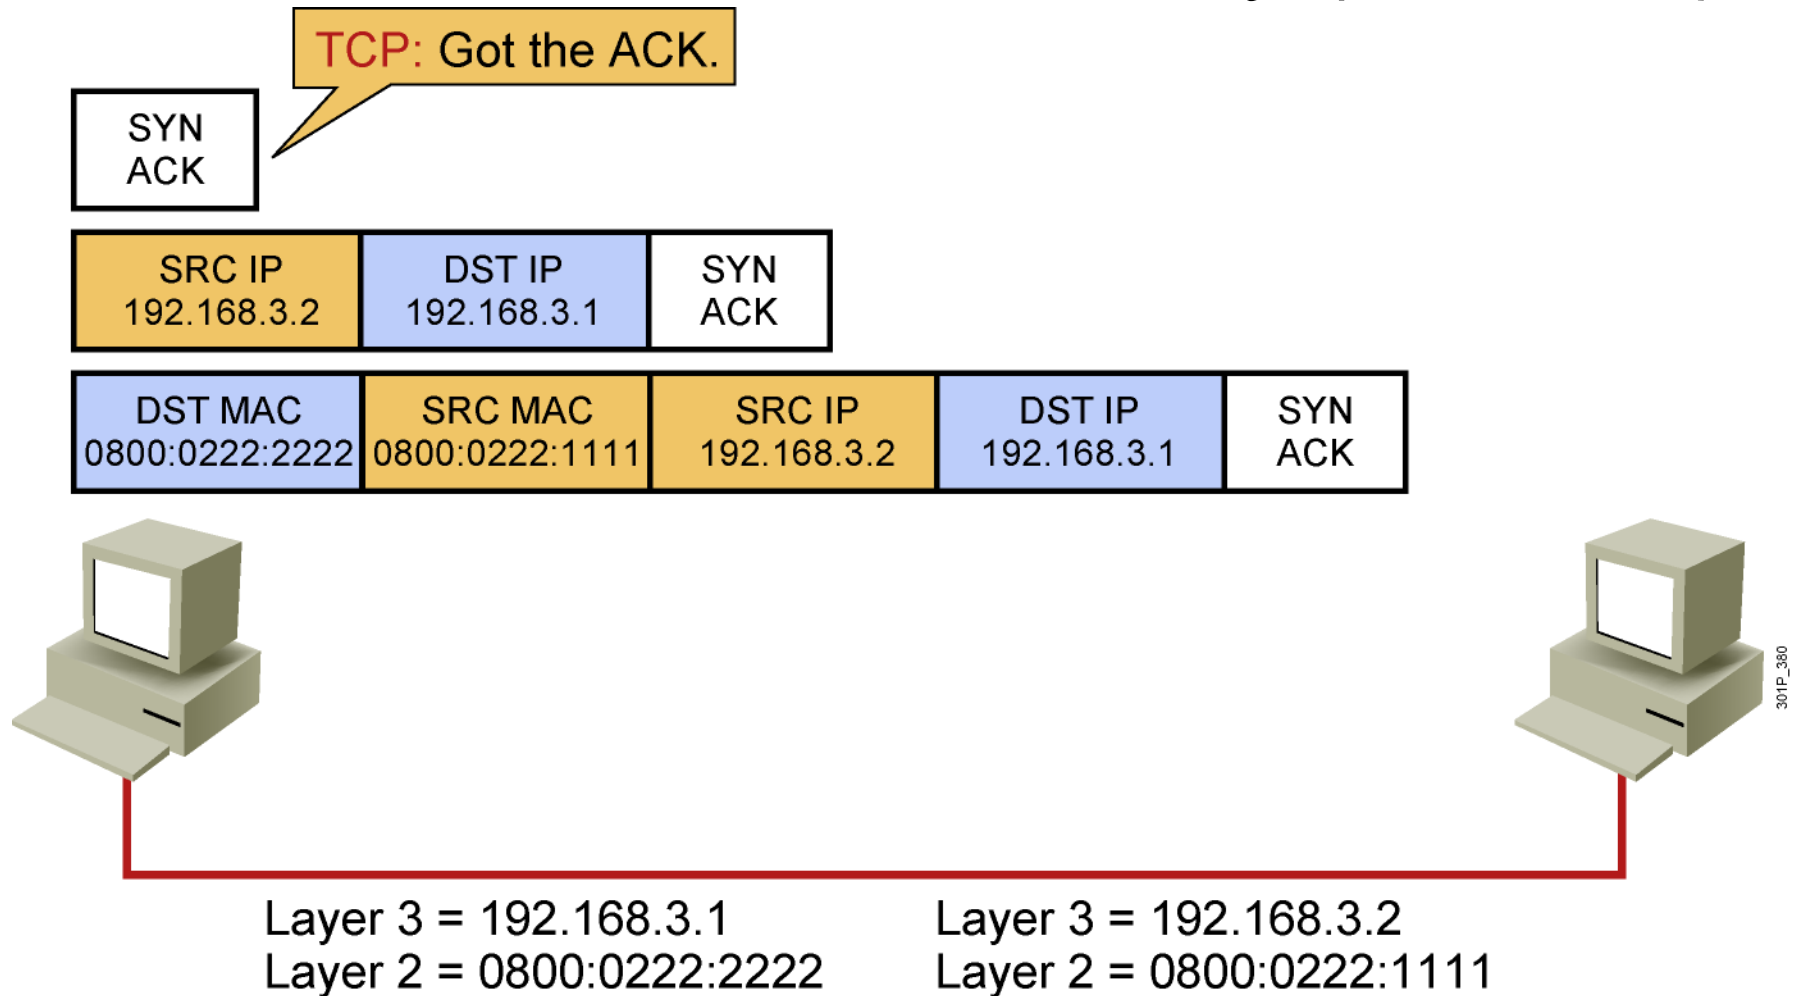 TCP: Got the ACK.
SYN
ACK
SRC IP
192.168.3.2
DST IP
192.168.3.1
SYN
ACK
DST MAC
0800:0222:2222
SRC MAC
0800:0222:1111
SRC IP
192.168.3.2
DST IP
192.168.3.1
SYN
ACK
301P_380
Layer 3 = 192.168.3.1
Layer 2 = 0800:0222:2222
Layer 3 = 192.168.3.2
Layer 2 = 0800:0222:1111